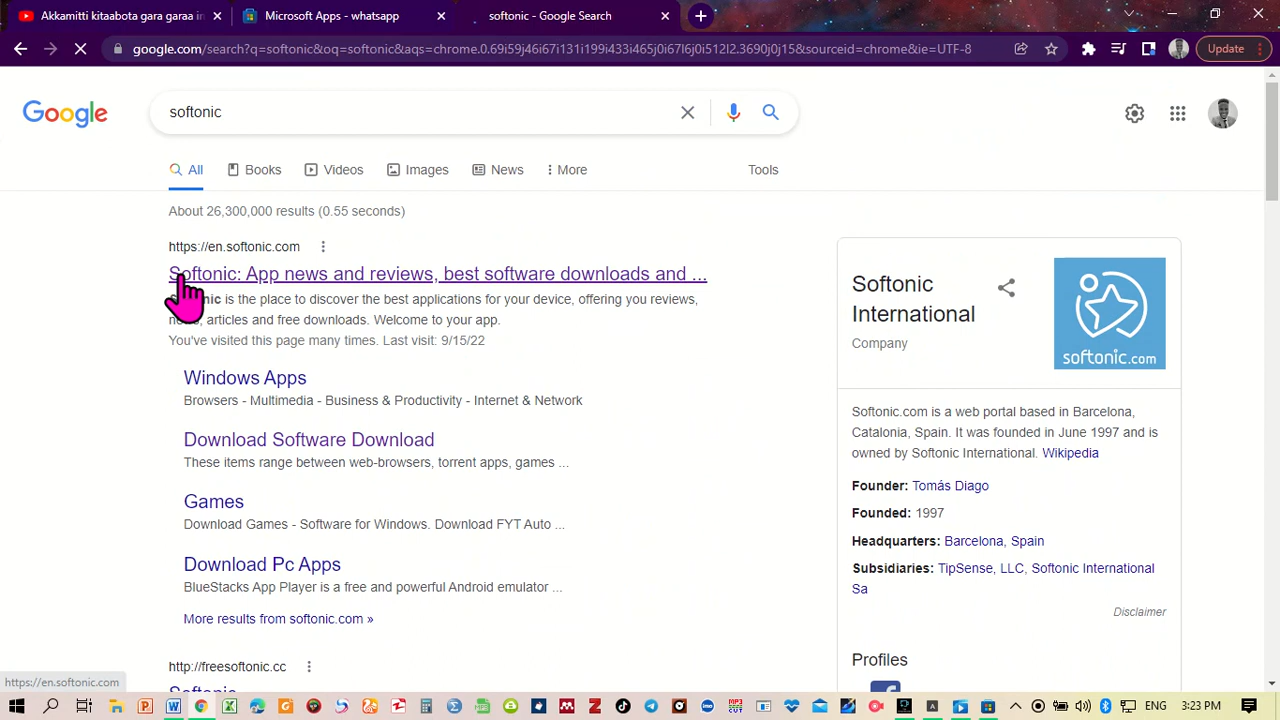 Akkamitti kitaabota gara garaa in
Microsoft Apps - whatsapp
softonic - Google Search
google.com/search?q=softonic&oq=softonic&aqs=chrome.0.69i59j46i67i131i199i433i465j0i67l6j0i512l2.3690j0j15&sourceid=chrome&ie=UTF-8
Update
Google
softonic
All
Books
Videos
Images
News
More
Tools
About 26,300,000 results (0.55 seconds)
https://en.softonic.com
Softonic: App news and reviews, best software downloads and ...
is the place to discover the best applications for your device, offering you reviews,
articles and free downloads. Welcome to your app.
You've visited this page many times. Last visit: 9/15/22
Windows Apps
Browsers - Multimedia - Business & Productivity - Internet & Network
Download Software Download
These items range between web-browsers, torrent apps, games ...
Games
Download Games - Software for Windows. Download FYT Auto ...
Download Pc Apps
BlueStacks App Player is a free and powerful Android emulator ...
More results from softonic.com »
http://freesoftonic.cc
Softonic
Softonic
International
Company
softonic.com
Softonic.com is a web portal based in Barcelona,
Catalonia, Spain. It was founded in June 1997 and is
owned by Softonic International. Wikipedia
Founder: Tomás Diago
Founded: 1997
Headquarters: Barcelona, Spain
Subsidiaries: TipSense, LLC, Softonic International
Sa
Disclaimer
Profiles
https://en.softonic.com
ENG
3:23 PM